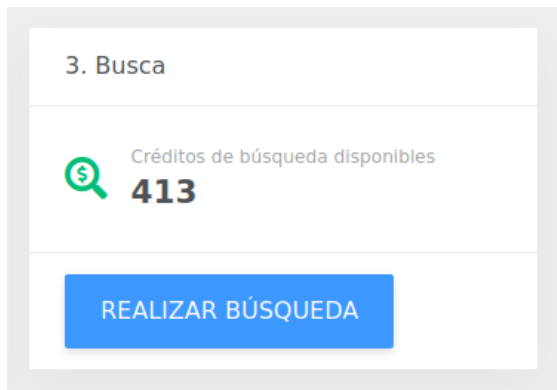 3. Busca
Créditos de búsqueda disponibles
413
REALIZAR BÚSQUEDA